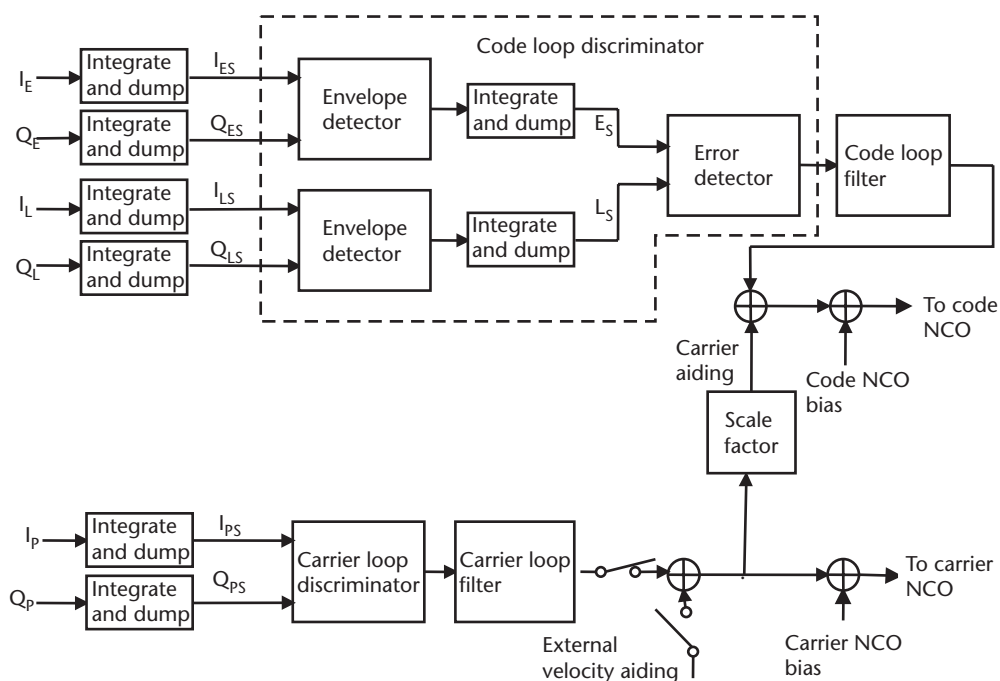 Code loop discriminator
I_E
Integrate
and dump
I_ES
Q_E
Integrate
and dump
Q_ES
Envelope
detector
Integrate
and dump
E_S
I_L
Integrate
and dump
I_LS
Q_L
Integrate
and dump
Q_LS
Envelope
detector
Integrate
and dump
L_S
Error
detector
Code loop
filter
To code
NCO
Carrier
aiding
Code NCO
bias
Scale
factor
I_P
Integrate
and dump
I_PS
Q_P
Integrate
and dump
Q_PS
Carrier loop
discriminator
Carrier loop
filter
External
velocity aiding
To carrier
NCO
Carrier NCO
bias